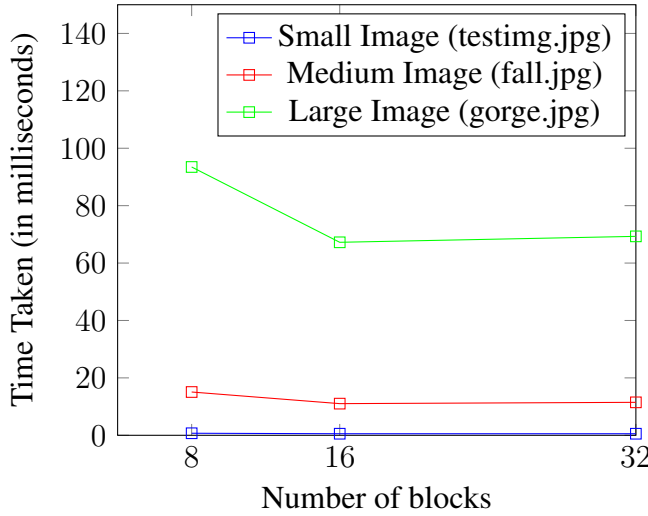 140
120
100
80
60
40
20
0
8
16
32
Time Taken (in milliseconds)
Number of blocks
Small Image (testimg.jpg)
Medium Image (fall.jpg)
Large Image (gorge.jpg)